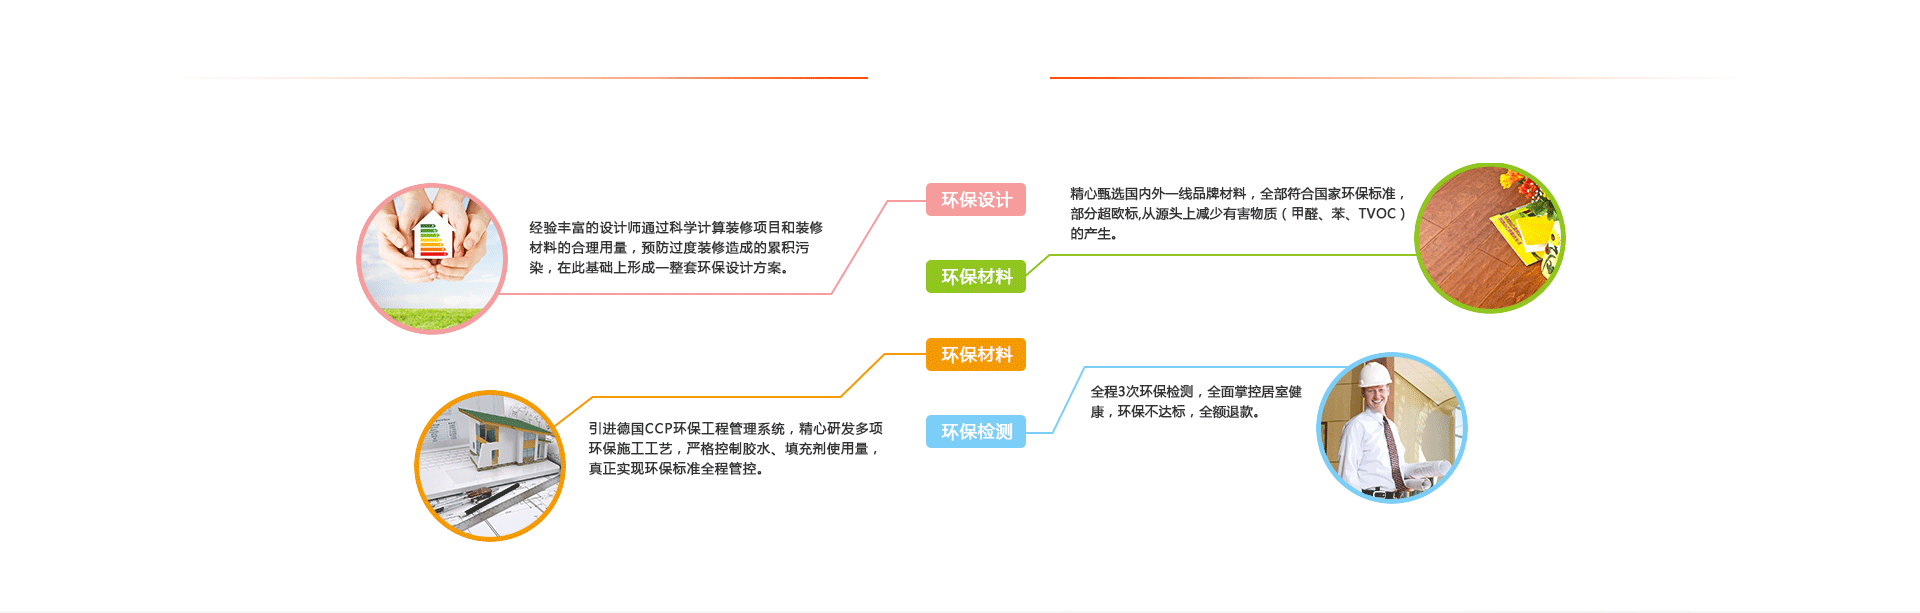 环保设计
经验丰富的设计师通过科学计算装修项目和装修
材料的合理用量，预防过度装修造成的累积污
染，在此基础上形成一整套环保设计方案。
环保材料
精心甄选国内外一线品牌材料，全部符合国家环保标准，
部分超欧标,从源头上减少有害物质（甲醛、苯、TVOC）
的产生。
环保材料
引进德国CCP环保工程管理系统，精心研发多项
环保施工工艺，严格控制胶水、填充剂使用量，
真正实现环保标准全程管控。
环保检测
全程3次环保检测，全面掌控居室健
康，环保不达标，全额退款。